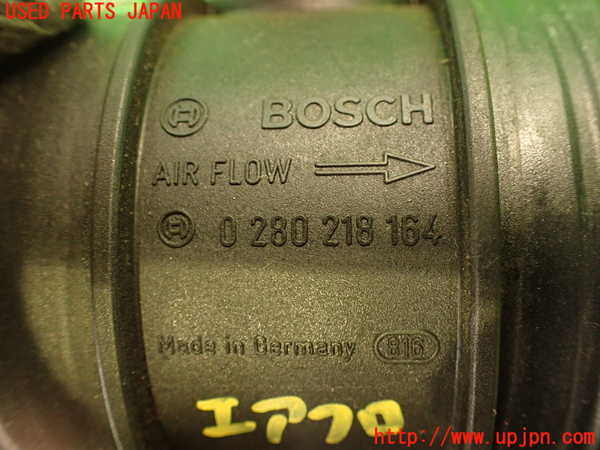 USED PARTS JAPAN
BOSCH
AIR FLOW
0 280 218 164
Made in Germany 816
エアフロ
http://www.upjpn.com/